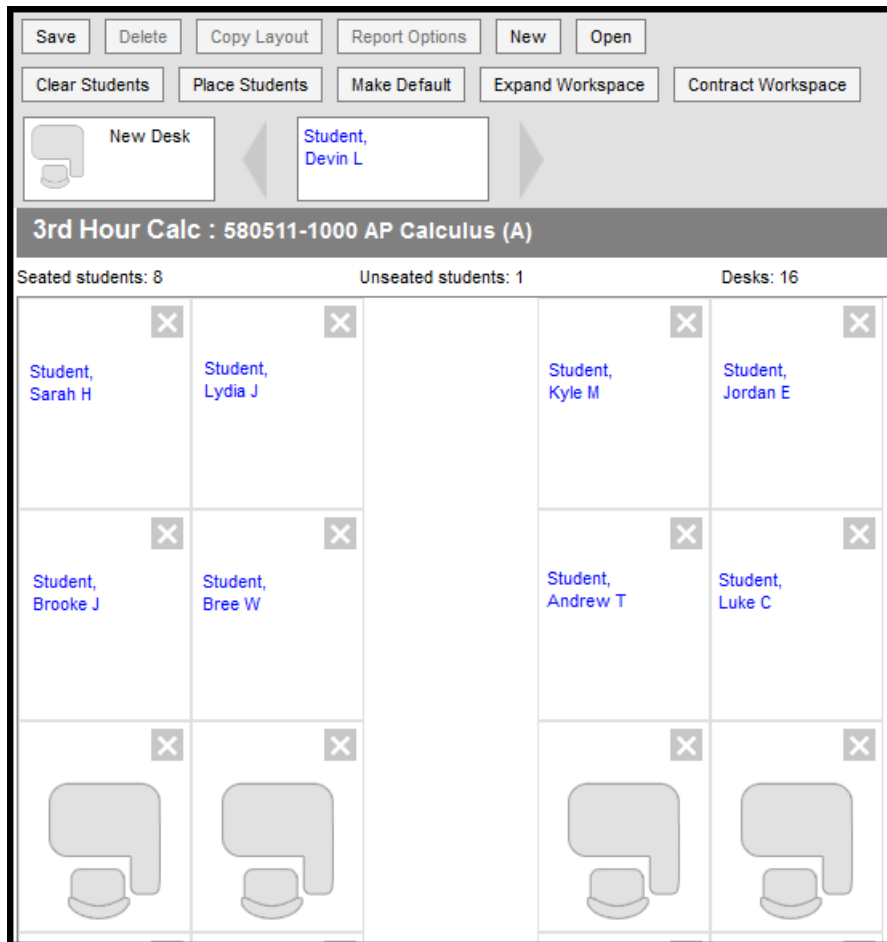 Save Delete Copy Layout Report Options New Open
Clear Students Place Students Make Default Expand Workspace Contract Workspace
New Desk
Student,
Devin L
3rd Hour Calc : 580511-1000 AP Calculus (A)
Seated students: 8 Unseated students: 1 Desks: 16
Student,
Sarah H
Student,
Lydia J
Student,
Kyle M
Student,
Jordan E
Student,
Brooke J
Student,
Bree W
Student,
Andrew T
Student,
Luke C